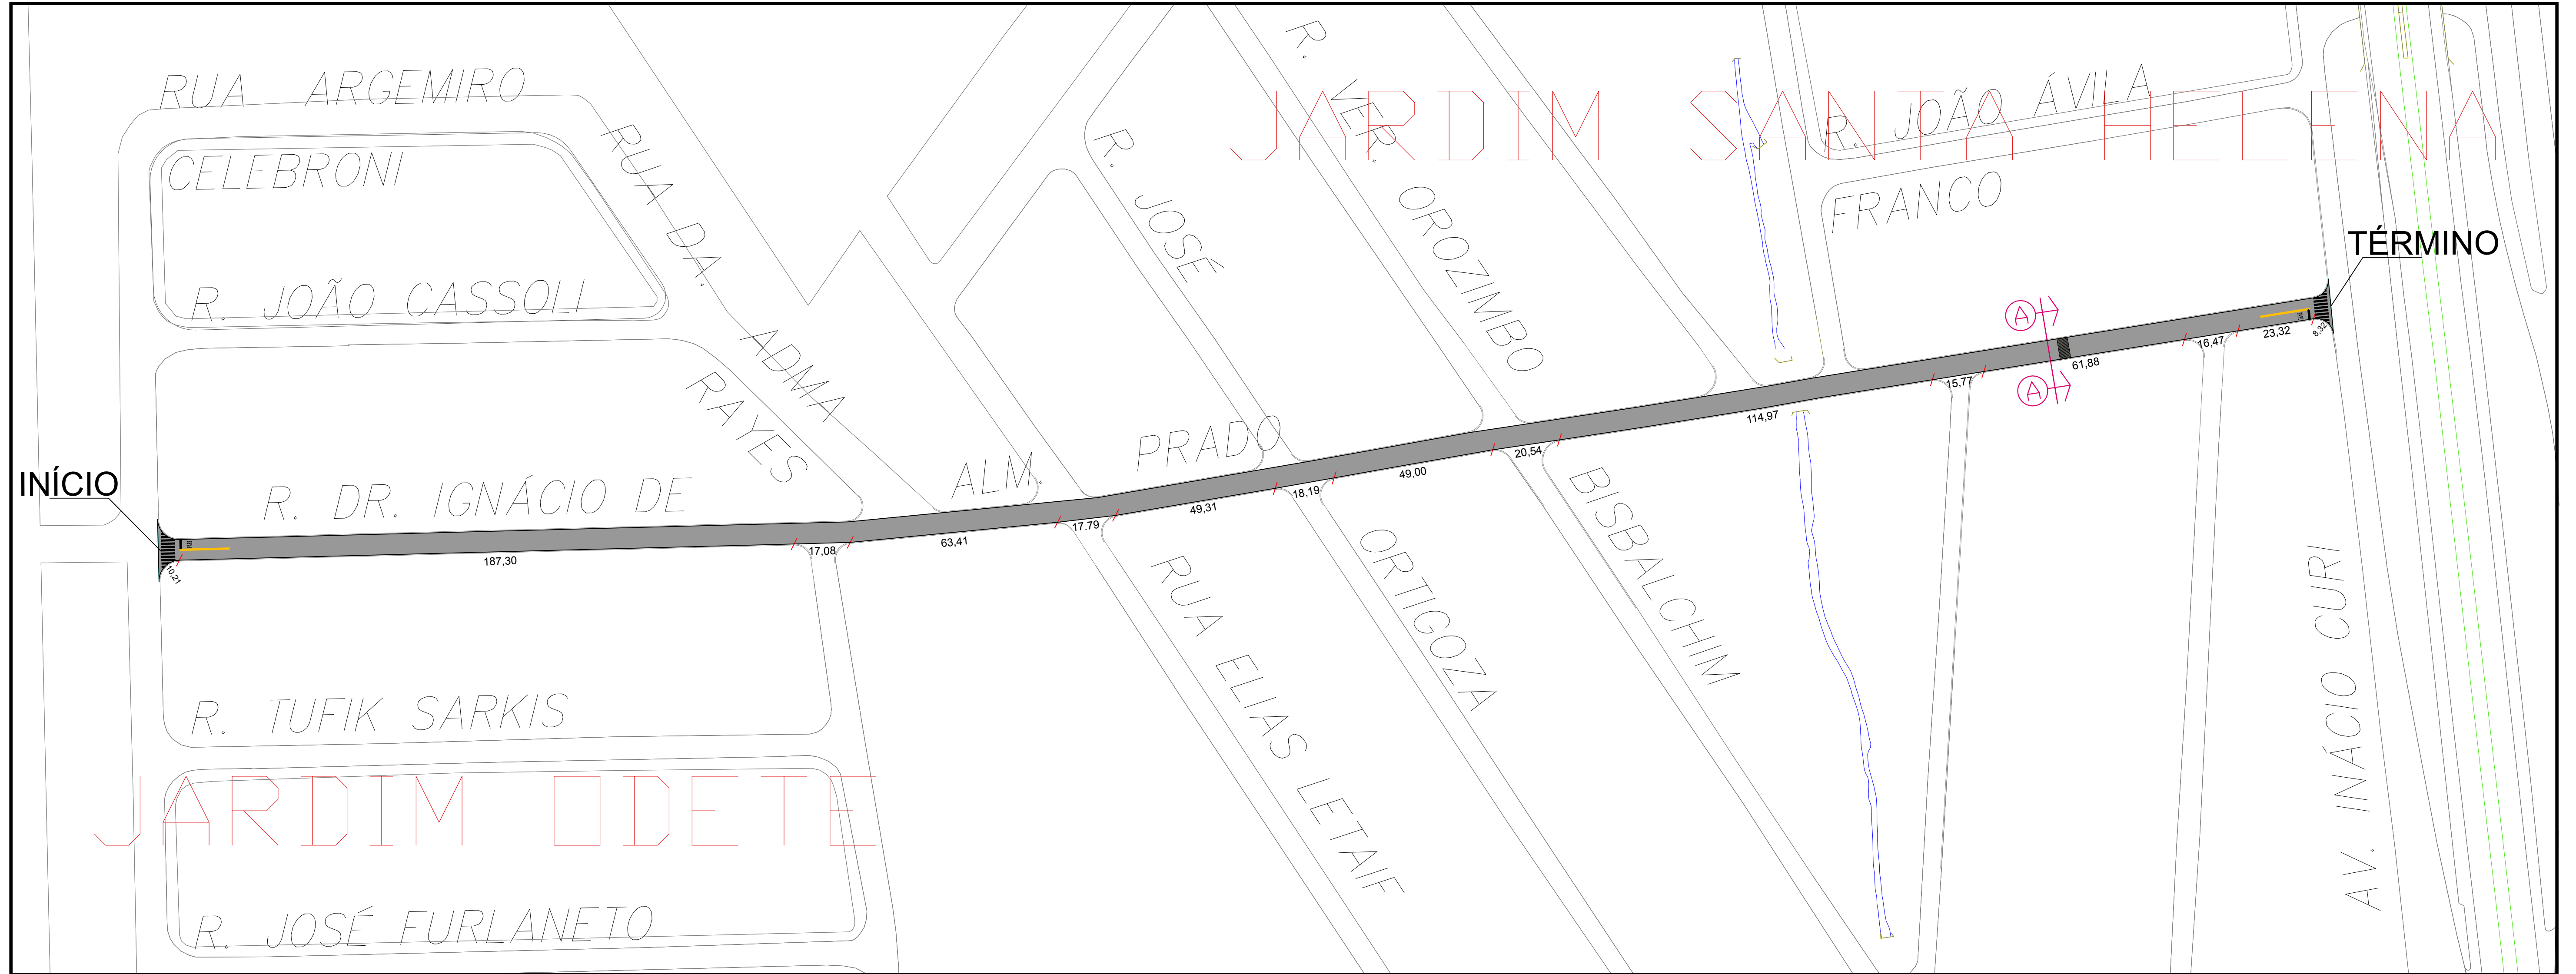 RUA ARGEMIRO
CELEBRONI
R. JOÃO CASSOLI
RUA DA. ADMA
RAYES
R. JOSÉ
R. VER. OROZIMBO
JARDIM SANTA HELENA
R. JOÃO ÁVILA
FRANCO
TÉRMINO
A
A
INÍCIO
R. DR. IGNÁCIO DE
ALM.
PRADO
10,21
187,30
17,08
63,41
17.79
49,31
18,19
49,00
20,54
114,97
15,77
61,88
16,47
23,32
8,32
R. TUFIK SARKIS
RUA ELIAS LETAIF
ORTIGOZA
BISBALCHIM
AV. INÁCIO CURI
JARDIM ODETE
R. JOSÉ FURLANETO